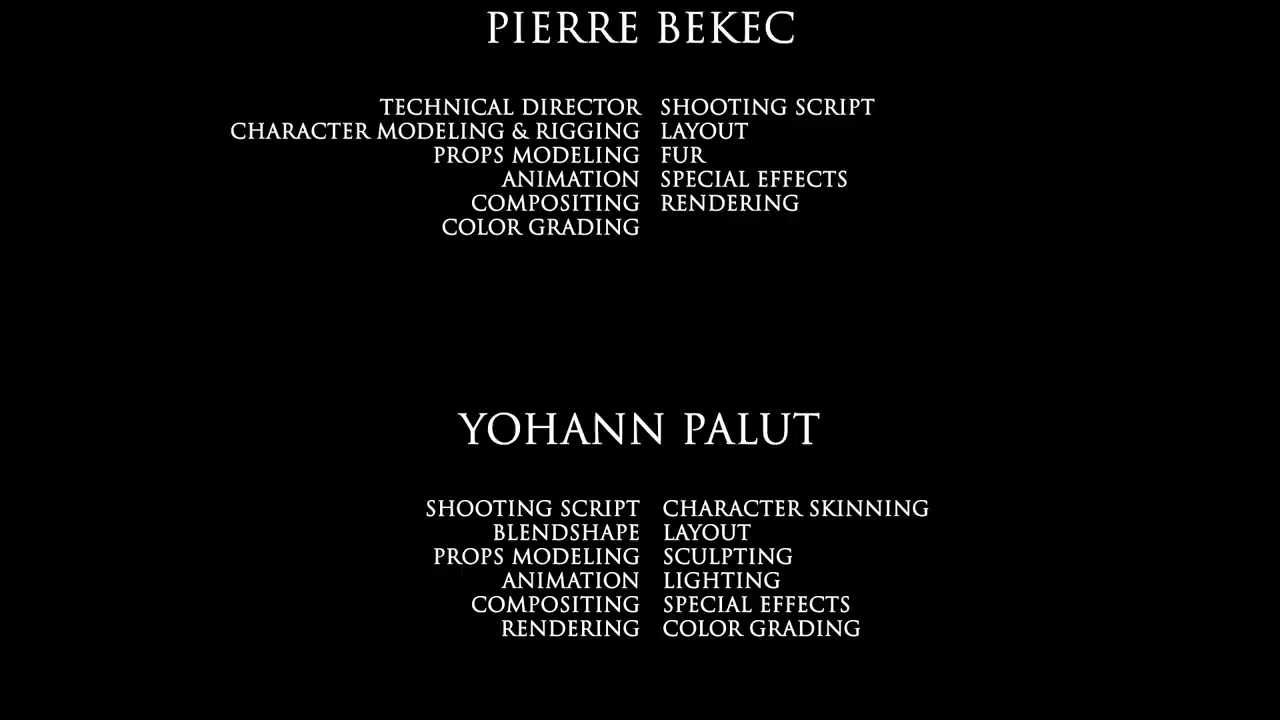 PIERRE BEKEC
TECHNICAL DIRECTOR SHOOTING SCRIPT
CHARACTER MODELING & RIGGING LAYOUT
PROPS MODELING FUR
ANIMATION SPECIAL EFFECTS
COMPOSITING RENDERING
COLOR GRADING
YOHANN PALUT
SHOOTING SCRIPT CHARACTER SKINNING
BLENDSHAPE LAYOUT
PROPS MODELING SCULPTING
ANIMATION LIGHTING
COMPOSITING SPECIAL EFFECTS
RENDERING COLOR GRADING